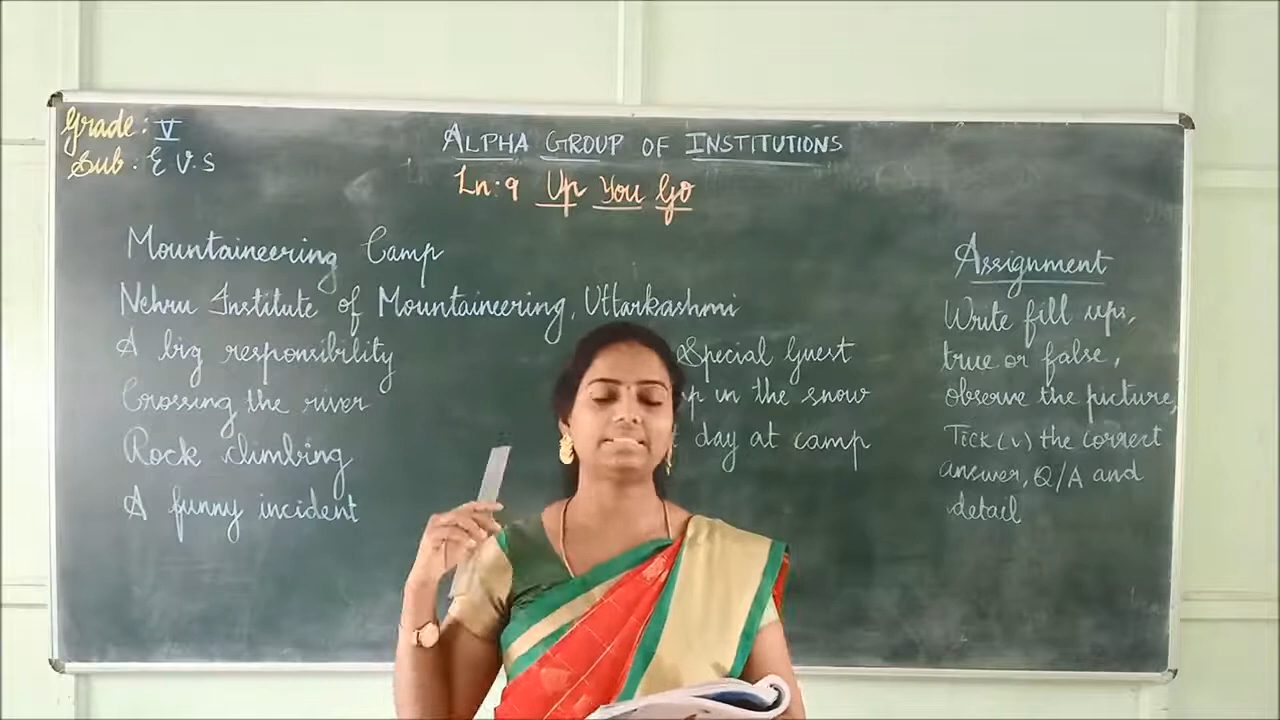 Grade: V
Sub: E V.S
ALPHA GROUP OF INSTITUTIONS
Ln:9 Up You Go
Mountaineering Camp
Nehru Institute of Mountaineering, Uttarkashmi
A big responsibility
Crossing the river
Rock climbing
A funny incident
Special Guest
in the snow
day at camp
Assignment
Write fill ups,
true or false,
observe the picture,
Tick(✓) the correct
answer, Q/A and
detail